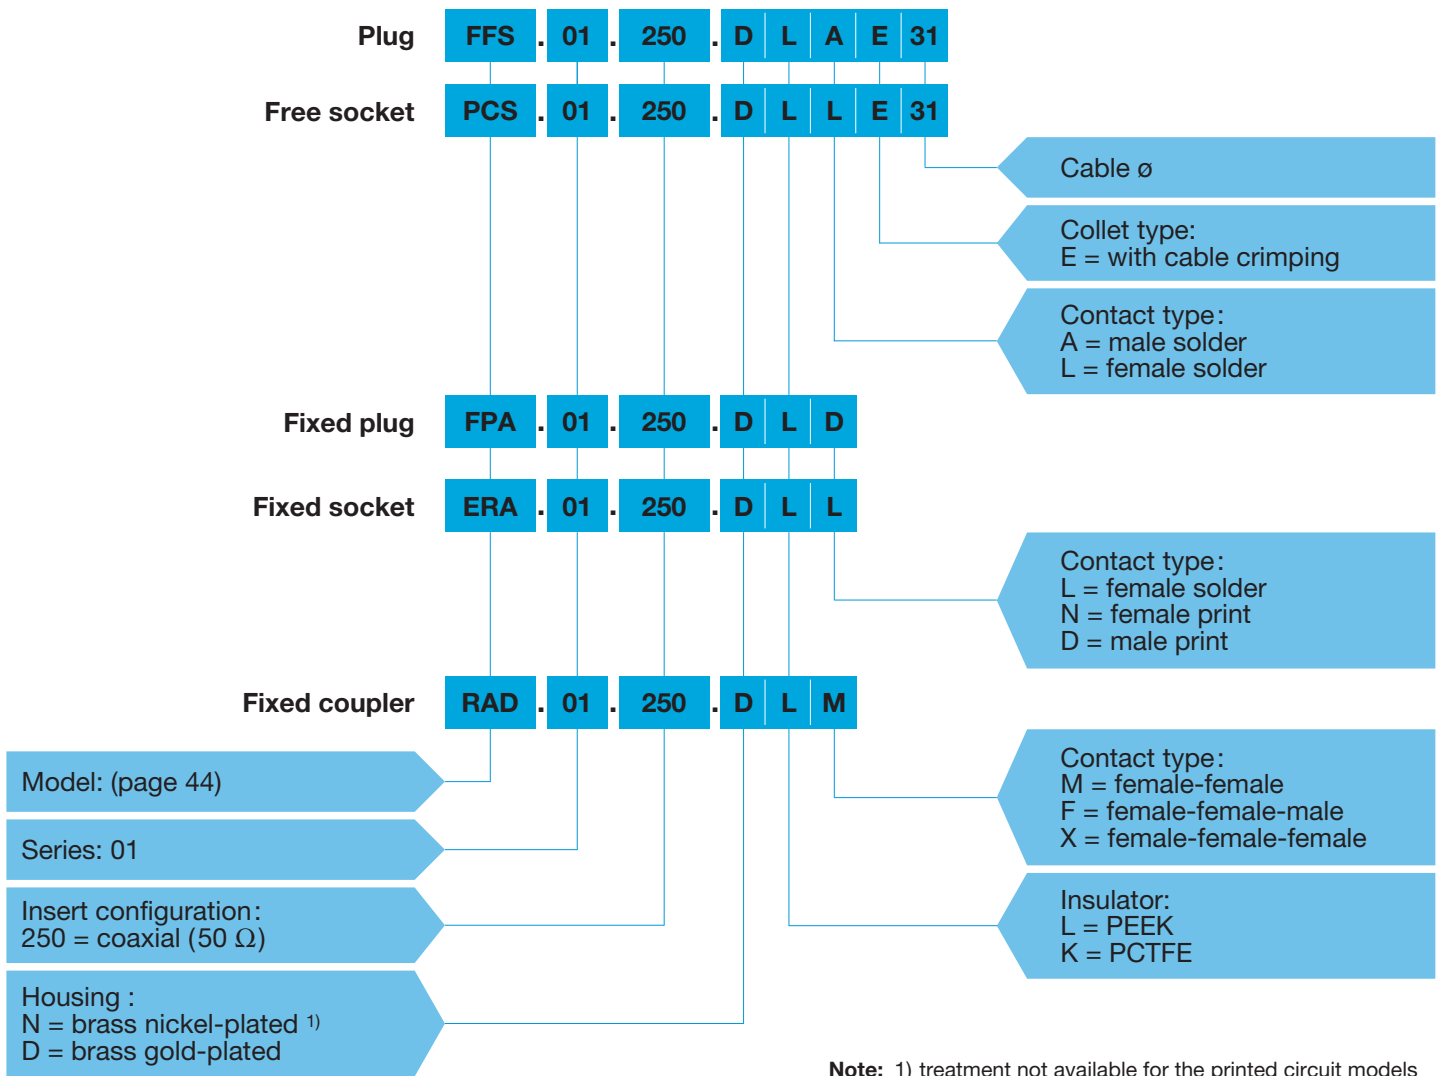 Plug FFS . 01 . 250 . D L A E 31
Free socket PCS . 01 . 250 . D L L E 31
Cable ø
Collet type:
E = with cable crimping
Contact type:
A = male solder
L = female solder
Fixed plug FPA . 01 . 250 . D L D
Fixed socket ERA . 01 . 250 . D L L
Contact type:
L = female solder
N = female print
D = male print
Fixed coupler RAD . 01 . 250 . D L M
Model: (page 44)
Series: 01
Insert configuration:
250 = coaxial (50 Ω)
Housing :
N = brass nickel-plated 1)
D = brass gold-plated
Contact type:
M = female-female
F = female-female-male
X = female-female-female
Insulator:
L = PEEK
K = PCTFE
Note: 1) treatment not available for the printed circuit models